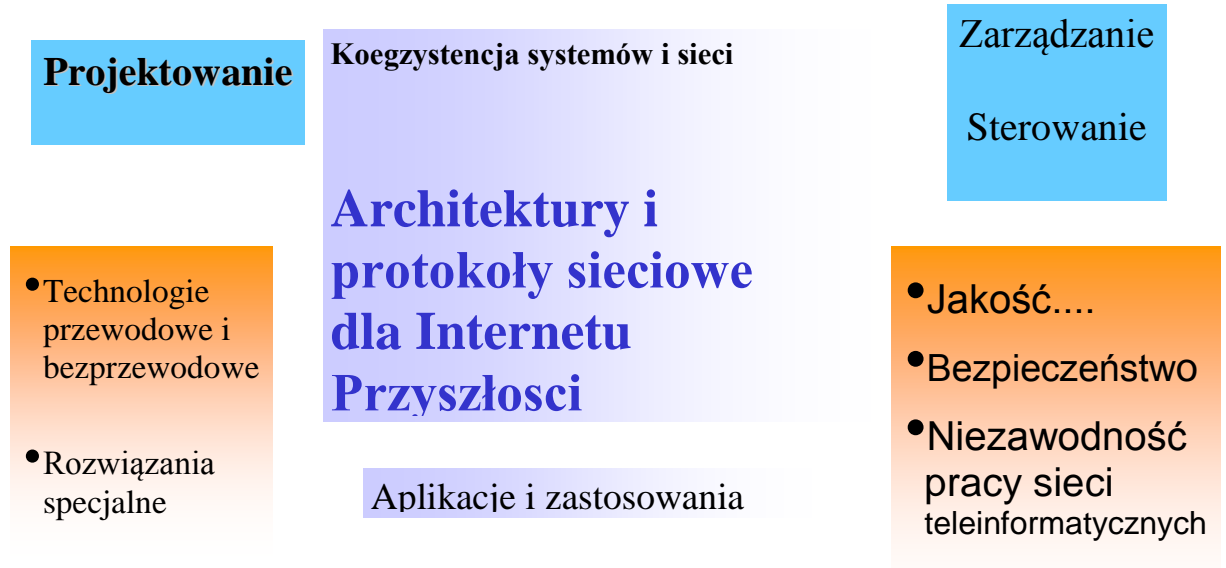 Projektowanie
Koegzystencja systemów i sieci
Architektury i
protokoły sieciowe
dla Internetu
Przyszłosci
Zarządzanie
Sterowanie
•Technologie
przewodowe i
bezprzewodowe
•Rozwiązania
specjalne
Aplikacje i zastosowania
•Jakość....
•Bezpieczeństwo
•Niezawodność
pracy sieci
teleinformatycznych